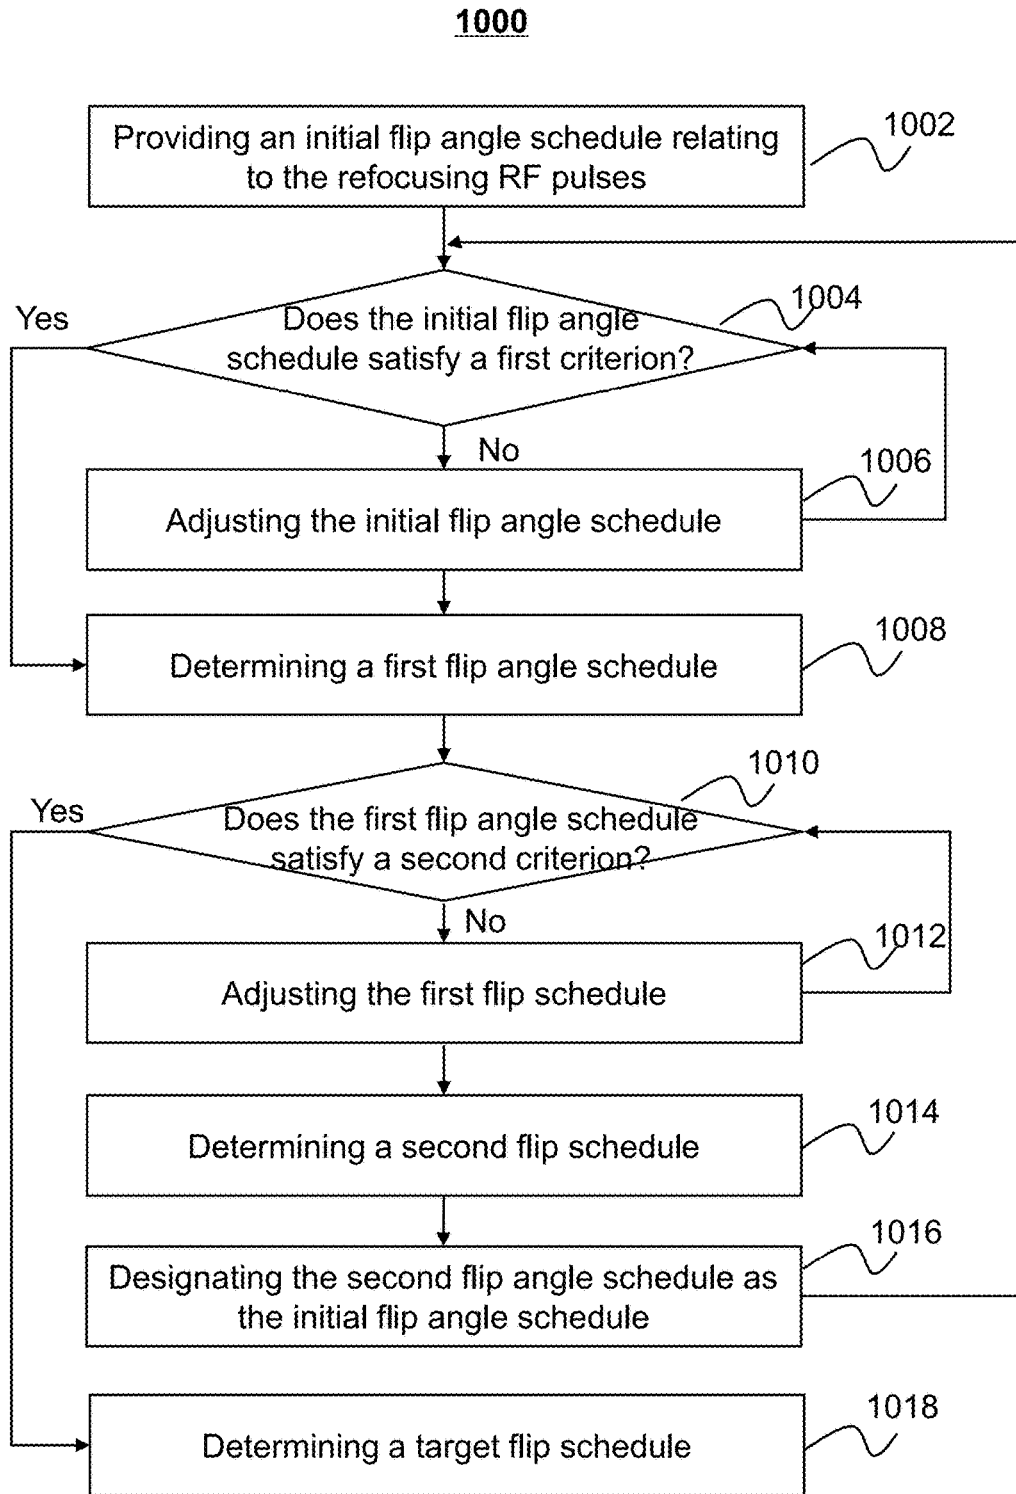 1000
Providing an initial flip angle schedule relating
to the refocusing RF pulses
1002
1004
Yes
Does the initial flip angle
schedule satisfy a first criterion?
No
1006
Adjusting the initial flip angle schedule
1008
Determining a first flip angle schedule
1010
Yes
Does the first flip angle schedule
satisfy a second criterion?
No
1012
Adjusting the first flip schedule
1014
Determining a second flip schedule
1016
Designating the second flip angle schedule as
the initial flip angle schedule
1018
Determining a target flip schedule